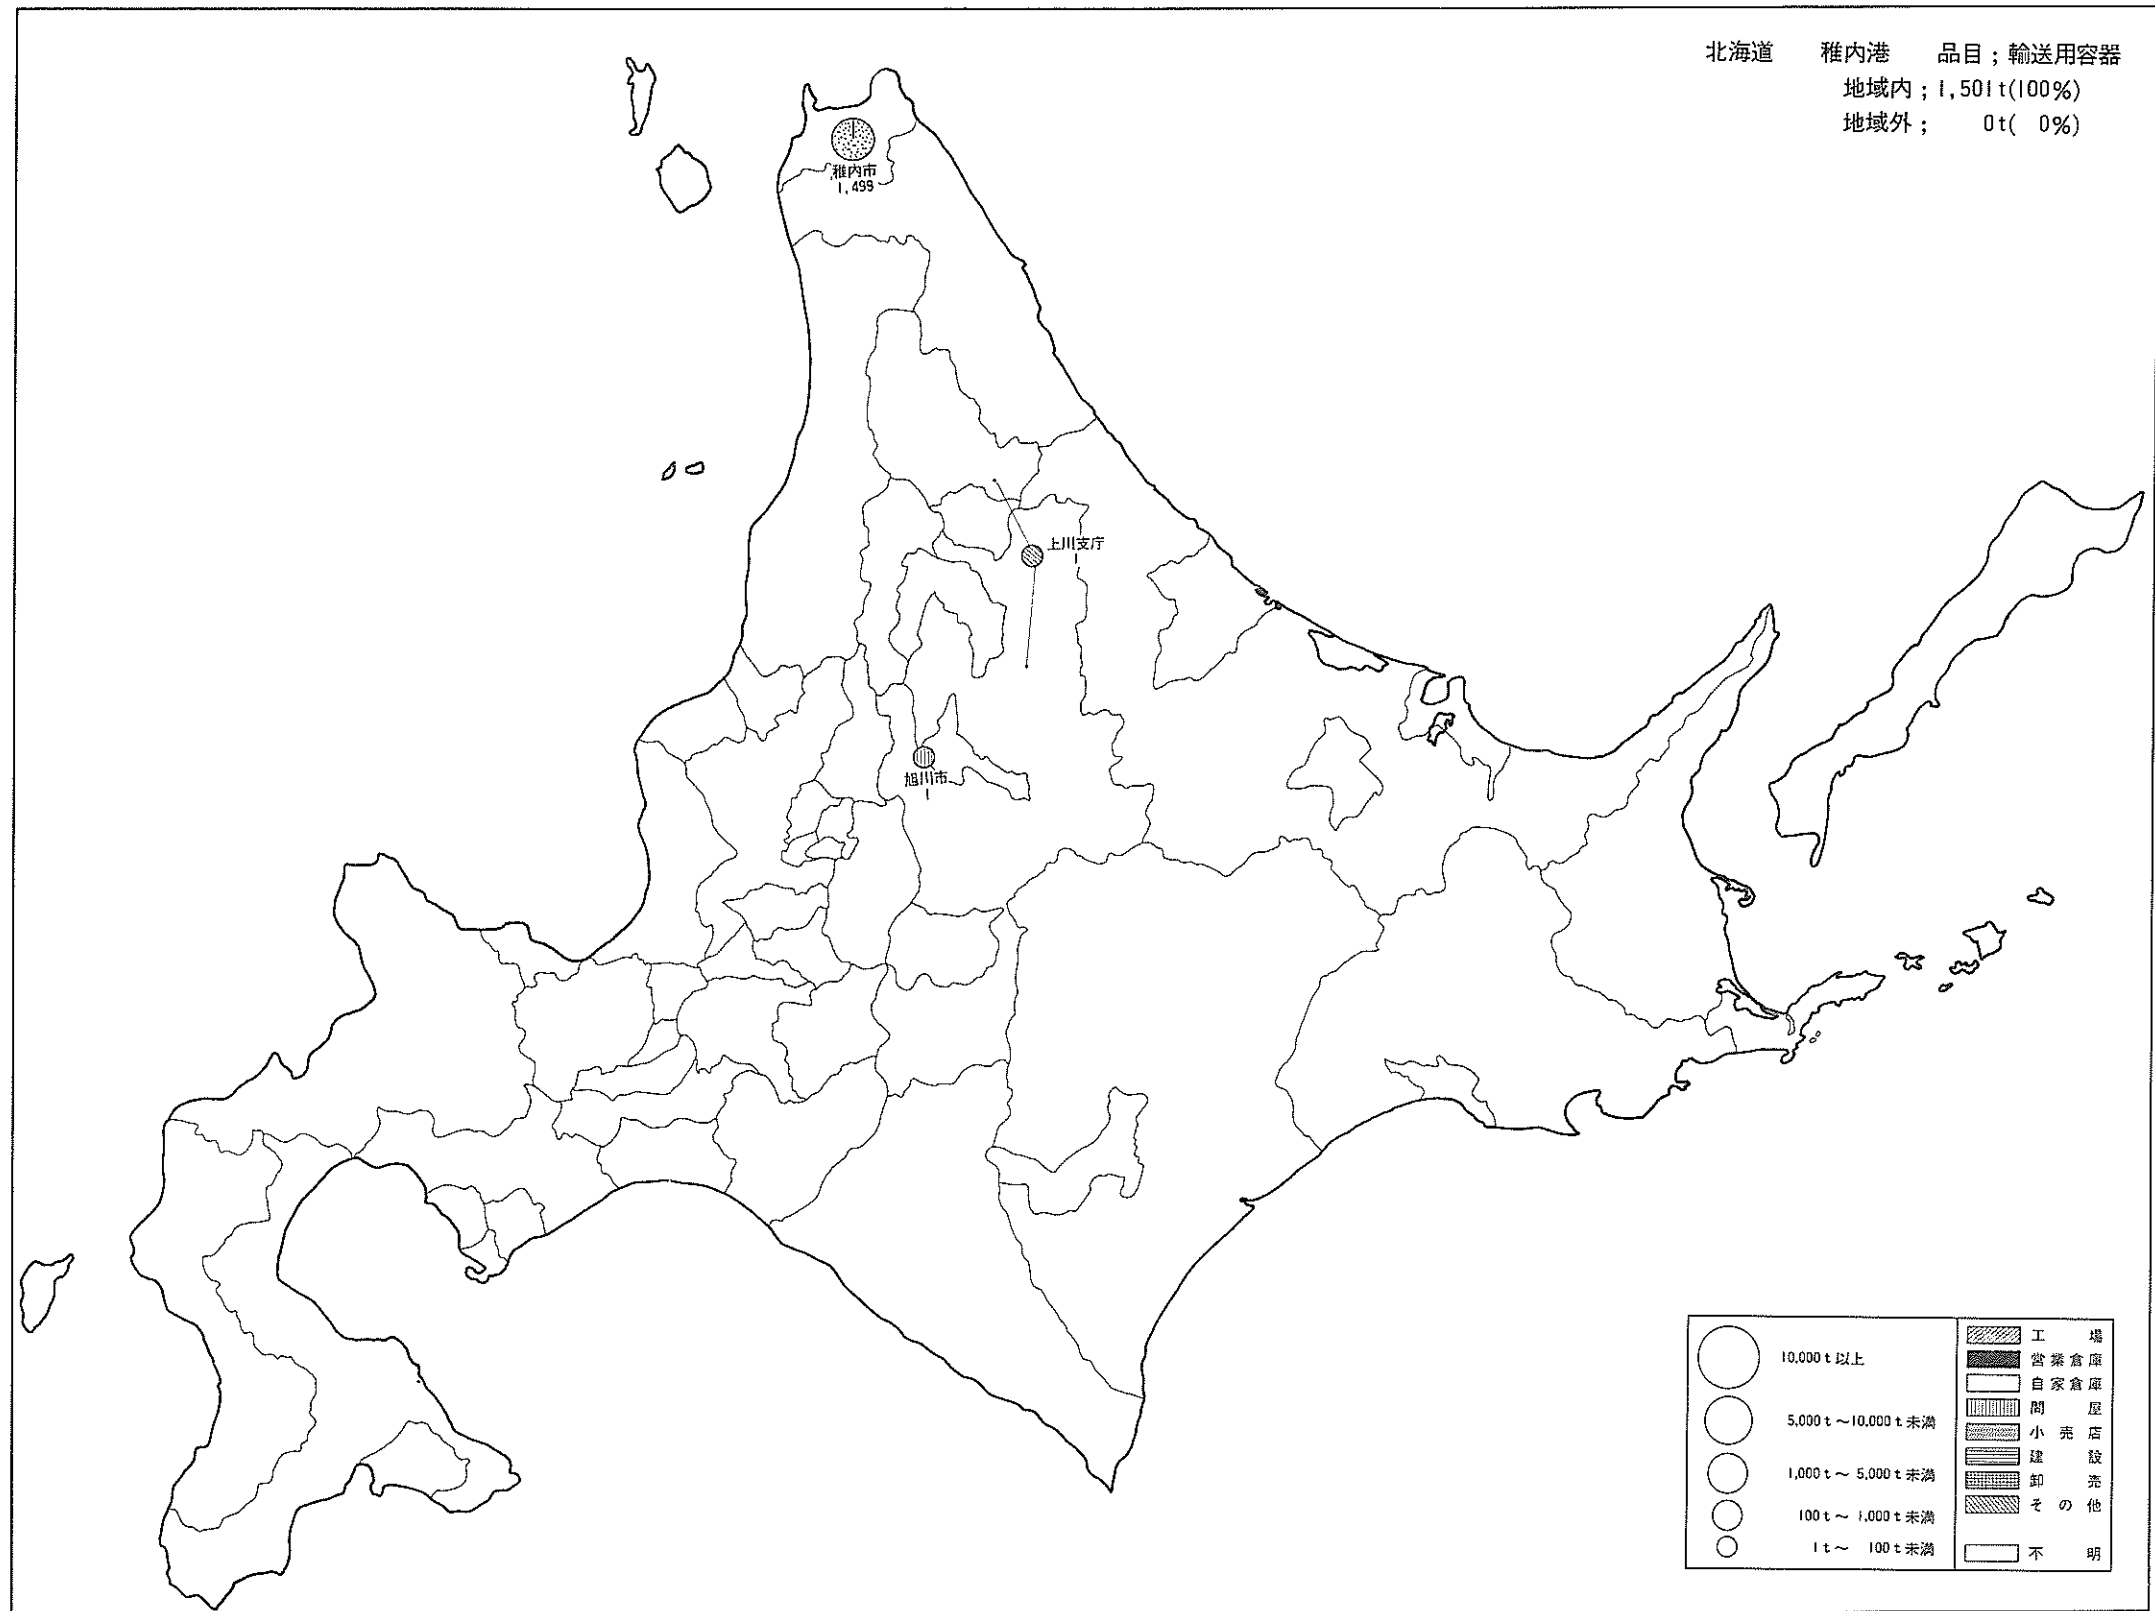 北海道 稚内港 品目；輸送用容器
地域内；1,501t(100%)
地域外； 0t( 0%)
稚内市
1,499
上川支庁
1
旭川市
1
10,000t以上
5,000t～10,000t未満
1,000t～5,000t未満
100t～1,000t未満
1t～ 100t未満
工場
営業倉庫
自家倉庫
問屋
小売店
建設
卸売
その他
不明